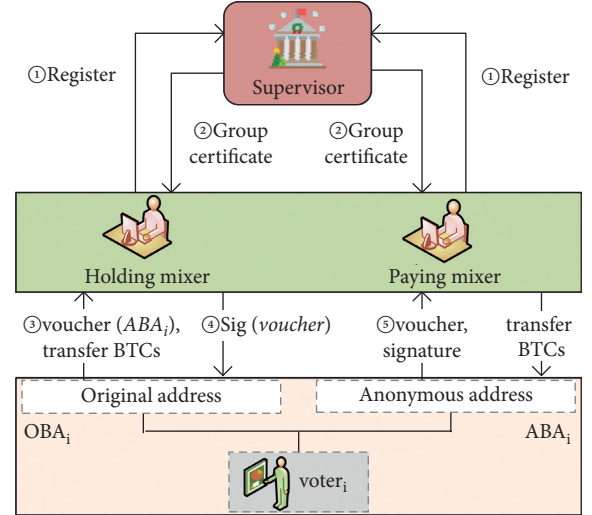 ①Register
Supervisor
①Register
②Group
certificate
②Group
certificate
Holding mixer
Paying mixer
③voucher (ABAᵢ),
transfer BTCs
④Sig (voucher)
⑤voucher,
signature
transfer
BTCs
Original address
Anonymous address
OBAᵢ
ABAᵢ
voterᵢ